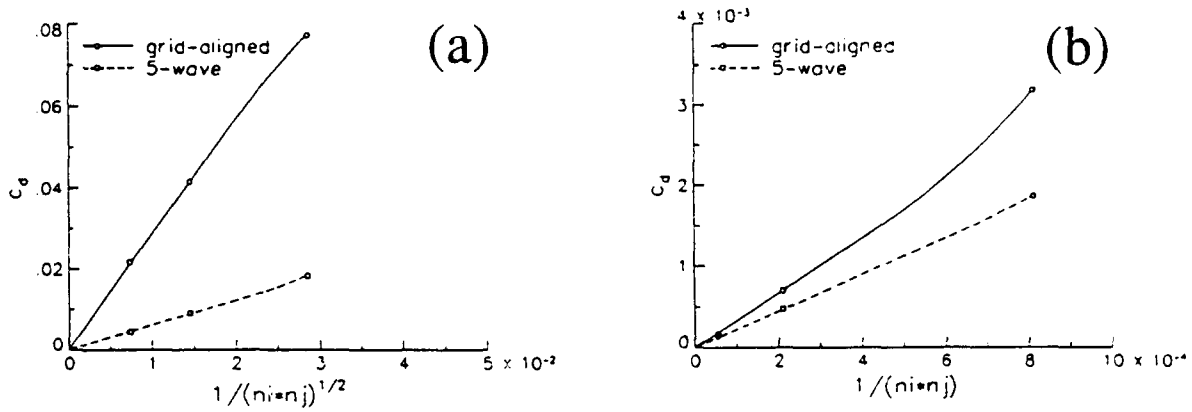 (a)
.08
.06
.04
.02
0
C_d
grid-aligned
5-wave
0 1 2 3 4 5 × 10⁻²
1/(ni*nj)^1/2
(b)
4 × 10⁻³
3
2
1
0
C_d
grid-aligned
5-wave
0 2 4 6 8 10 × 10⁻⁴
1/(ni*nj)